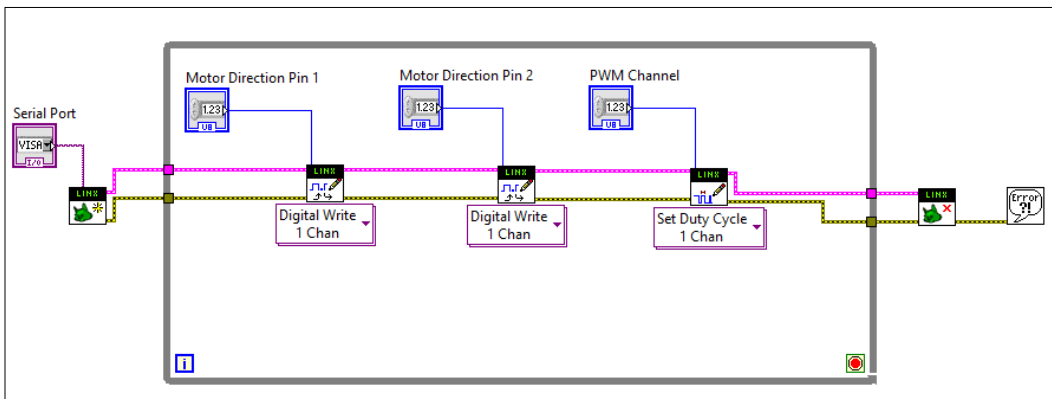 Motor Direction Pin 1
Motor Direction Pin 2
PWM Channel
Serial Port
1.23
U8
1.23
U8
1.23
U8
VISA
I/O
LINX
LINX
LINX
LINX
LINX
Error
?!
Digital Write
1 Chan
Digital Write
1 Chan
Set Duty Cycle
1 Chan
i